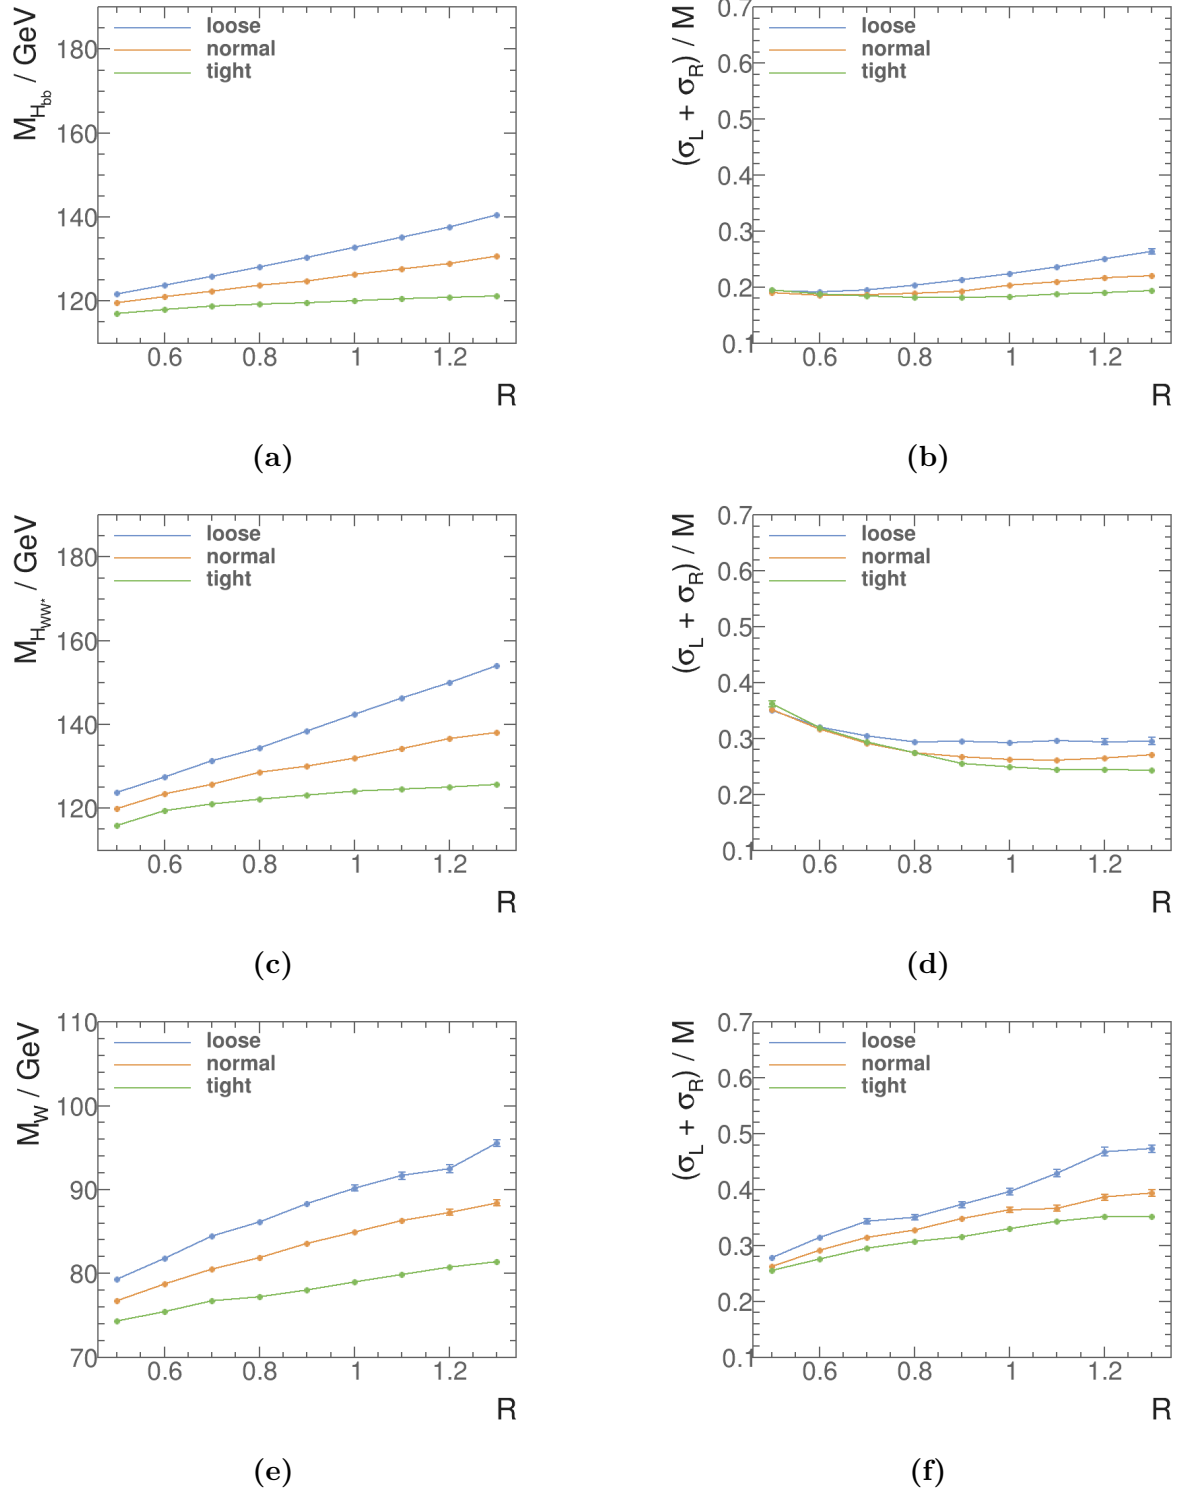 M_{H_{bb}} / GeV
180
160
140
120
loose
normal
tight
0.6 0.8 1 1.2
R
(a)
(σ_L + σ_R) / M
0.7
0.6
0.5
0.4
0.3
0.2
0.1
loose
normal
tight
0.6 0.8 1 1.2
R
(b)
M_{H_{WW*}} / GeV
180
160
140
120
loose
normal
tight
0.6 0.8 1 1.2
R
(c)
(σ_L + σ_R) / M
0.7
0.6
0.5
0.4
0.3
0.2
0.1
loose
normal
tight
0.6 0.8 1 1.2
R
(d)
M_W / GeV
110
100
90
80
70
loose
normal
tight
0.6 0.8 1 1.2
R
(e)
(σ_L + σ_R) / M
0.7
0.6
0.5
0.4
0.3
0.2
0.1
loose
normal
tight
0.6 0.8 1 1.2
R
(f)